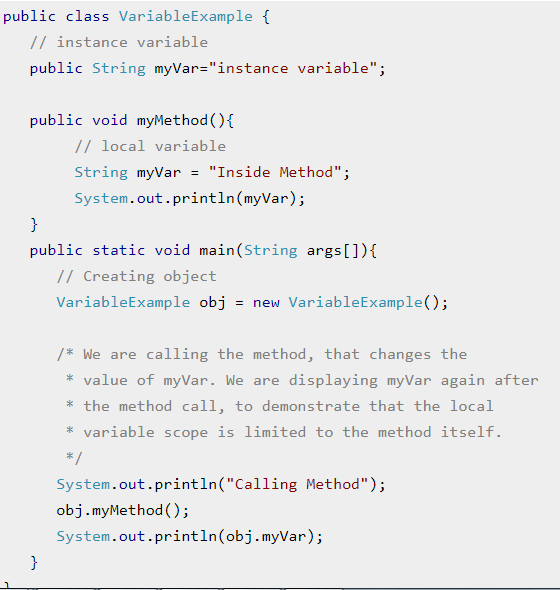 public class VariableExample {
// instance variable
public String myVar="instance variable";
public void myMethod(){
// local variable
String myVar = "Inside Method";
System.out.println(myVar);
}
public static void main(String args[]){
// Creating object
VariableExample obj = new VariableExample();
/* We are calling the method, that changes the
* value of myVar. We are displaying myVar again after
* the method call, to demonstrate that the local
* variable scope is limited to the method itself.
*/
System.out.println("Calling Method");
obj.myMethod();
System.out.println(obj.myVar);
}
}